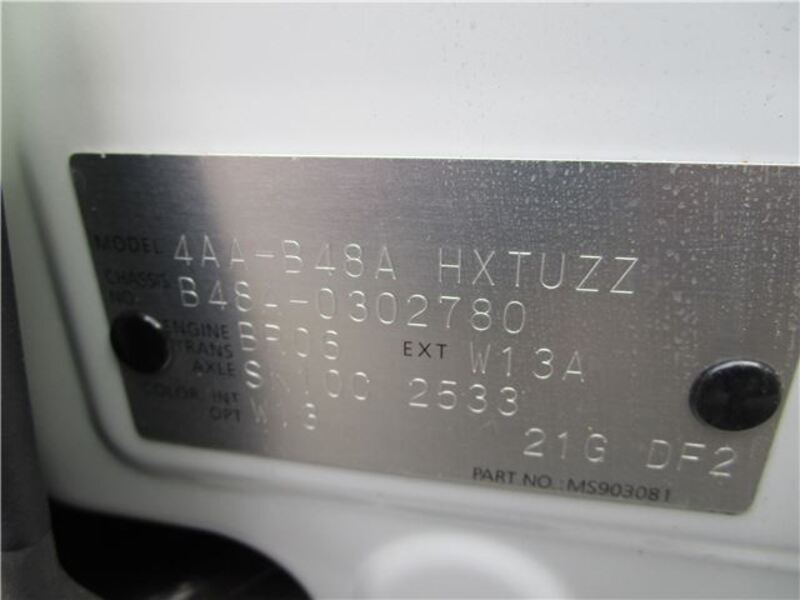 MODEL 4AA-B48A HXTUZZ
CHASSIS NO. B48A-0302780
ENGINE BR06 EXT W13A
TRANS AXLE 2533
COLOR, INT OPT W13
21G DF2
PART NO.:MS903081